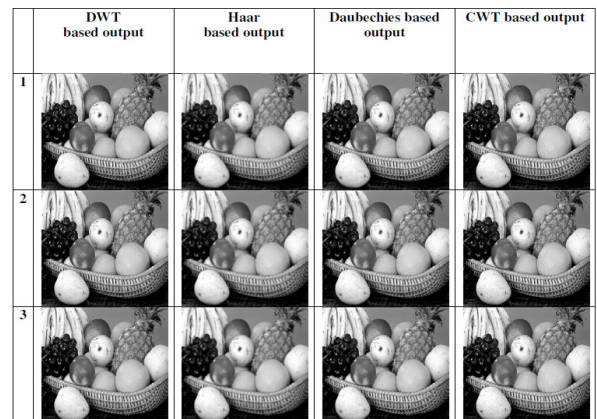 DWT
based output
Haar
based output
Daubechies based
output
CWT based output
1
2
3